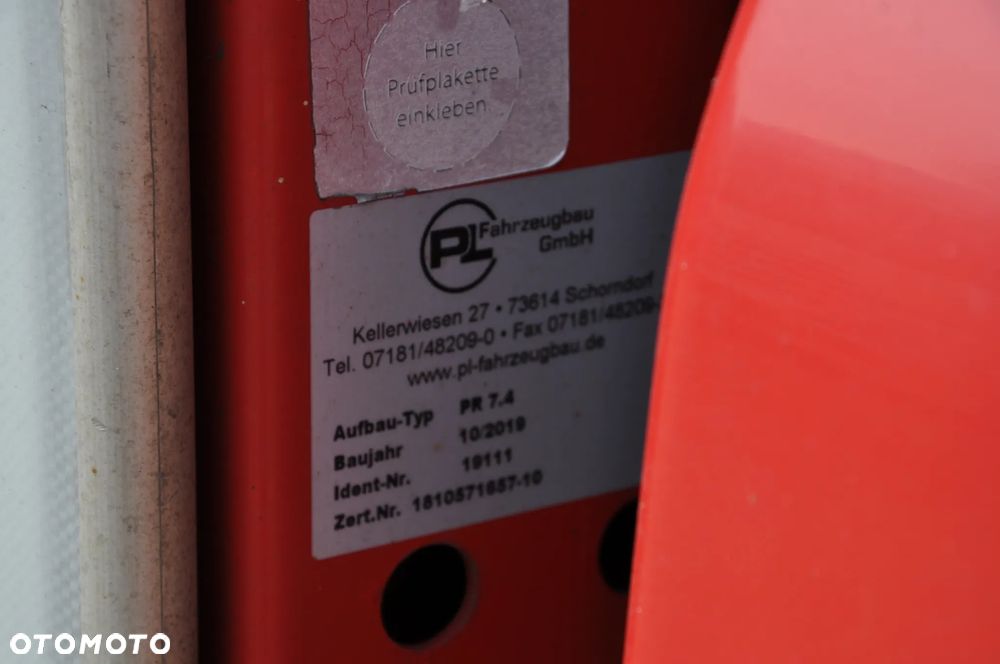 Hier
Prüfplakette
einkleben.
PL Fahrzeugbau
GmbH
Kellerwiesen 27 • 73614 Schorndorf
Tel. 07181/48209-0 • Fax 07181/48209-
www.pl-fahrzeugbau.de
Aufbau-Typ PR 7.4
Baujahr 10/2019
Ident-Nr. 19111
Zert.Nr. 1810571657-10
OTOMOTO